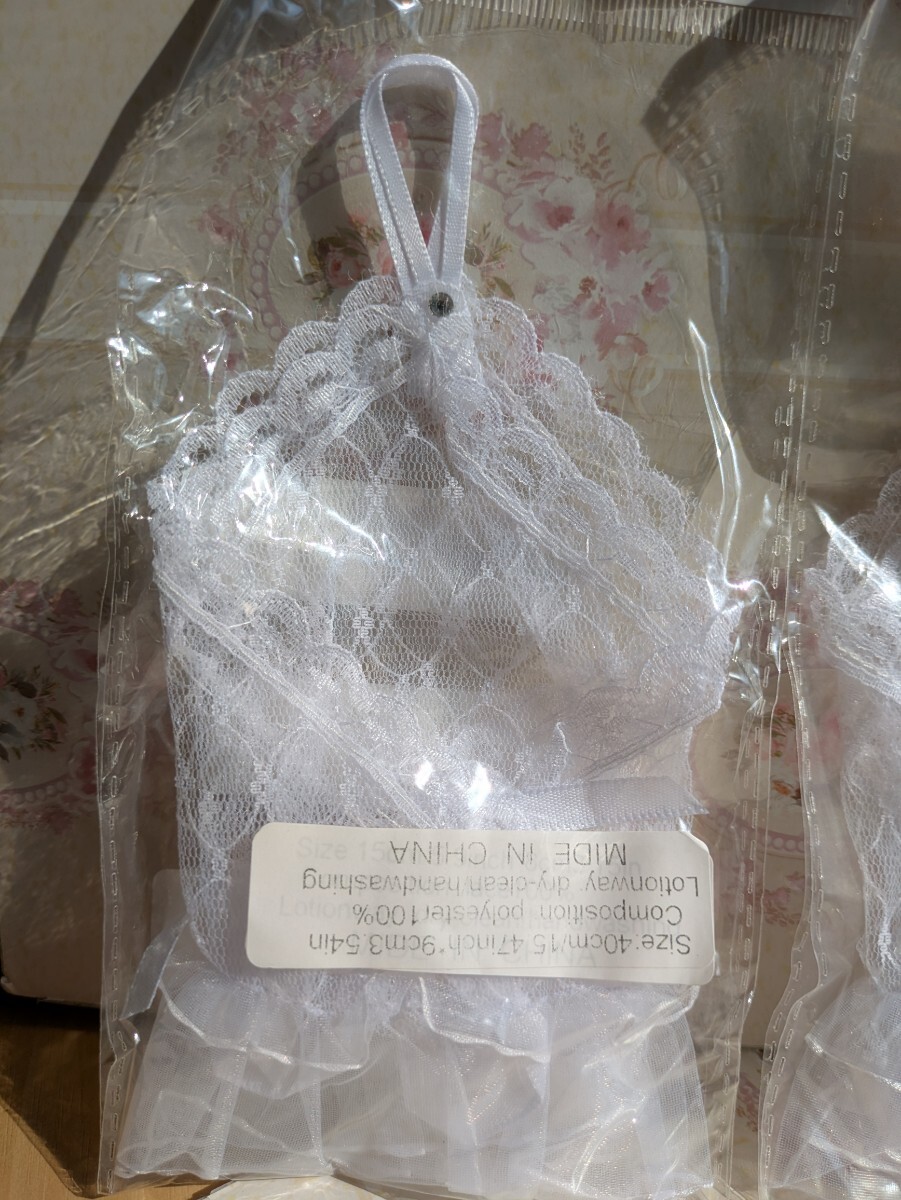 Size:40cm/15.47inch*9cm3.54in
Composition: polyester100%
Lotionway: dry-clean,handwashing
MIDE IN CHINA